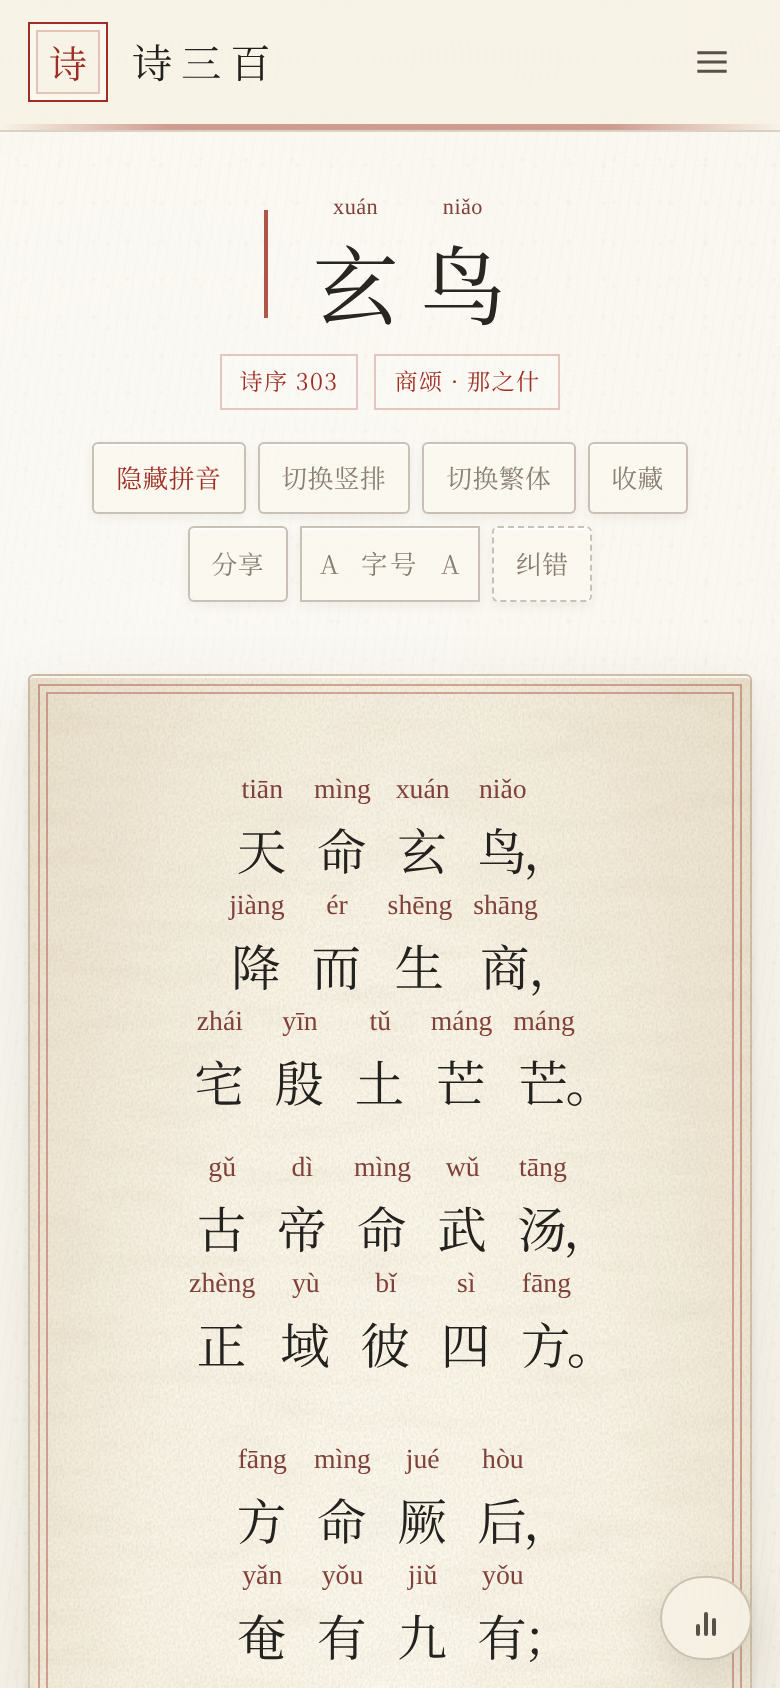 诗 诗三百
xuán niǎo
玄鸟
诗序 303 商颂 · 那之什
隐藏拼音 切换竖排 切换繁体 收藏
分享 A 字号 A 纠错
tiān mìng xuán niǎo
天命玄鸟,
jiàng ér shēng shāng
降而生商,
zhái yīn tǔ máng máng
宅殷土芒芒。
gǔ dì mìng wǔ tāng
古帝命武汤,
zhèng yù bǐ sì fāng
正域彼四方。
fāng mìng jué hòu
方命厥后,
yǎn yǒu jiǔ yǒu
奄有九有;